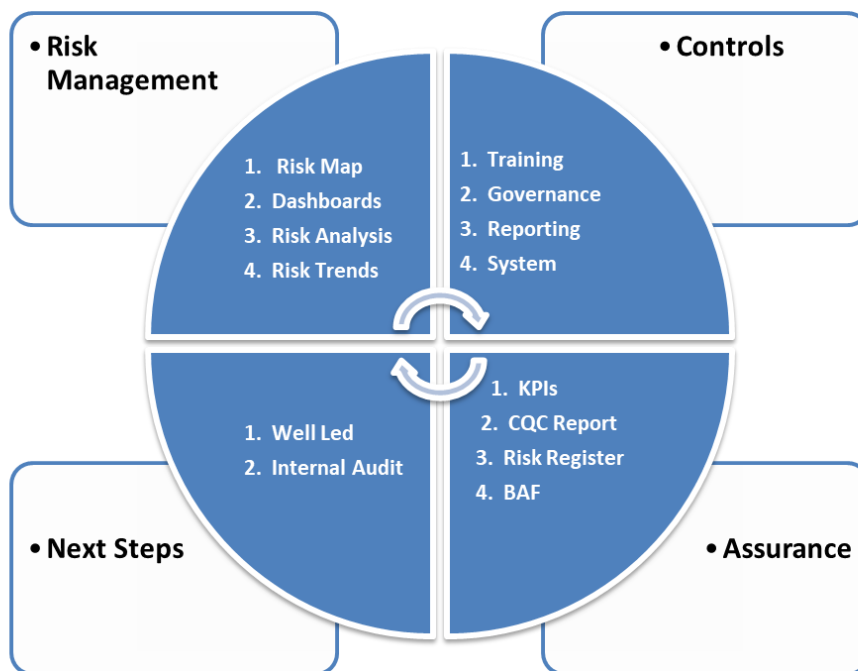 • Risk
Management
• Controls
1. Risk Map
2. Dashboards
3. Risk Analysis
4. Risk Trends
1. Training
2. Governance
3. Reporting
4. System
1. Well Led
2. Internal Audit
1. KPIs
2. CQC Report
3. Risk Register
4. BAF
• Next Steps
• Assurance